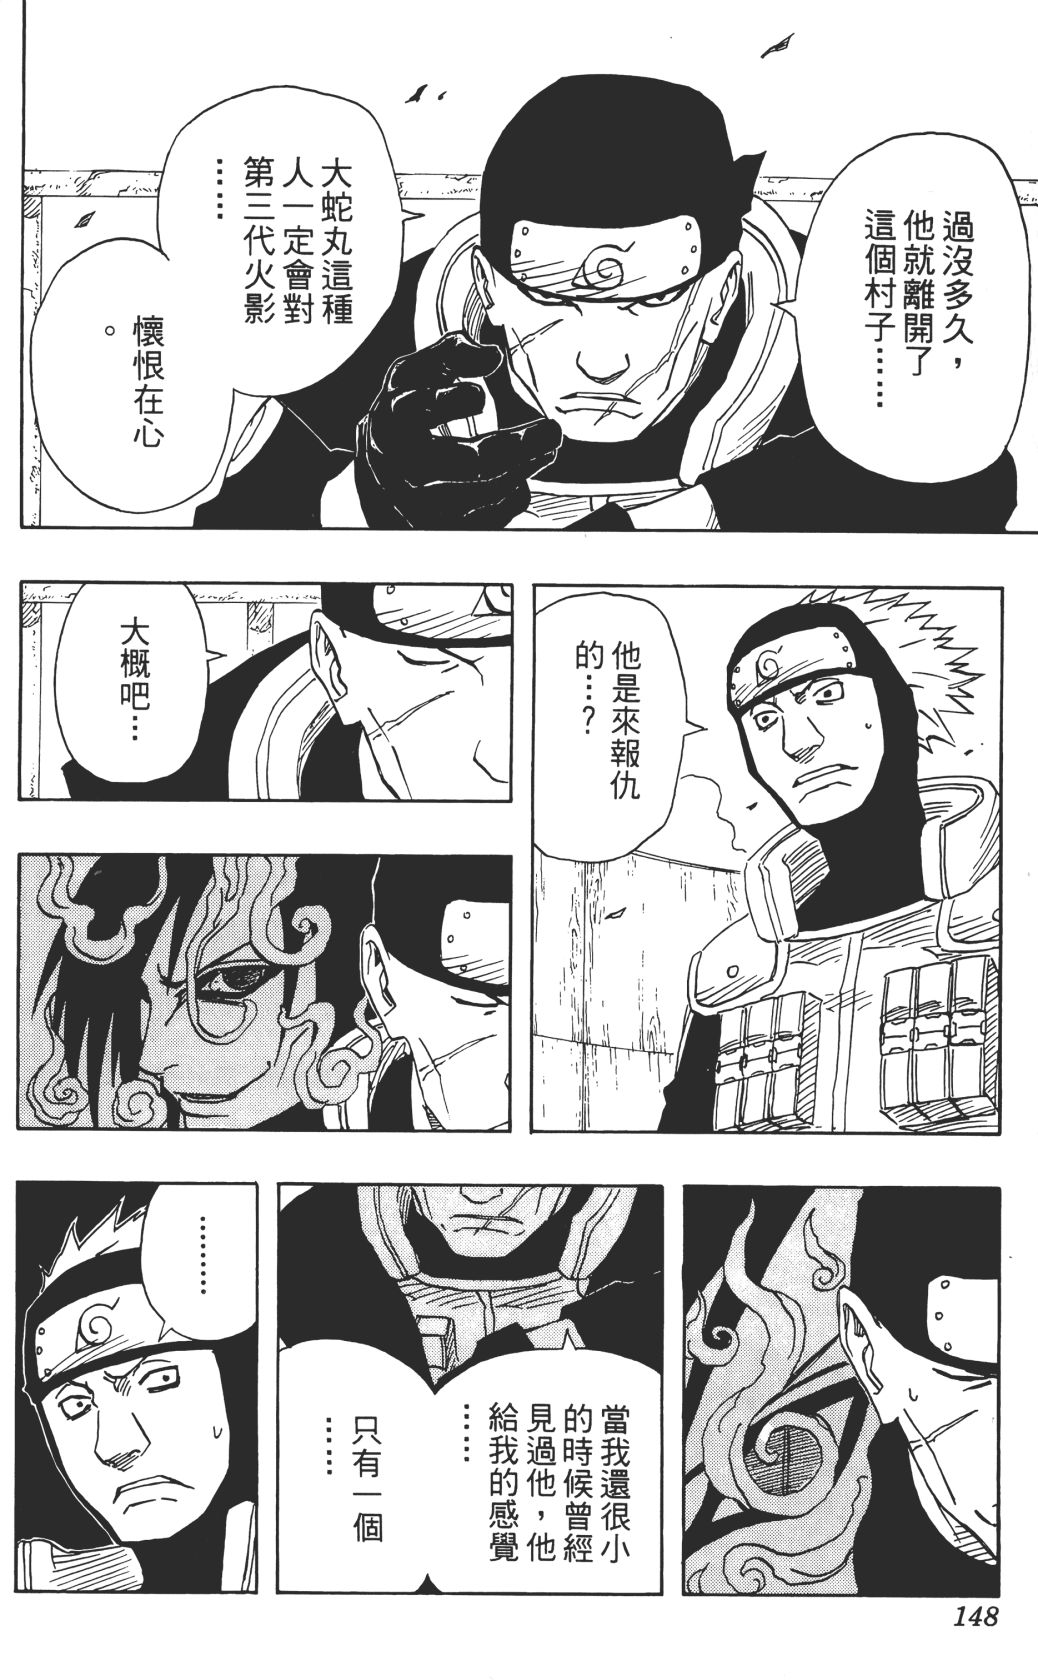 過沒多久，
他就離開了
這個村子……
大蛇丸這種
人一定會對
第三代火影
……
懷恨在心
。
他是來報仇
的…?
大概吧…
當我還很小
的時候曾經
見過他，他
給我的感覺
……
只有一個
……
………
148